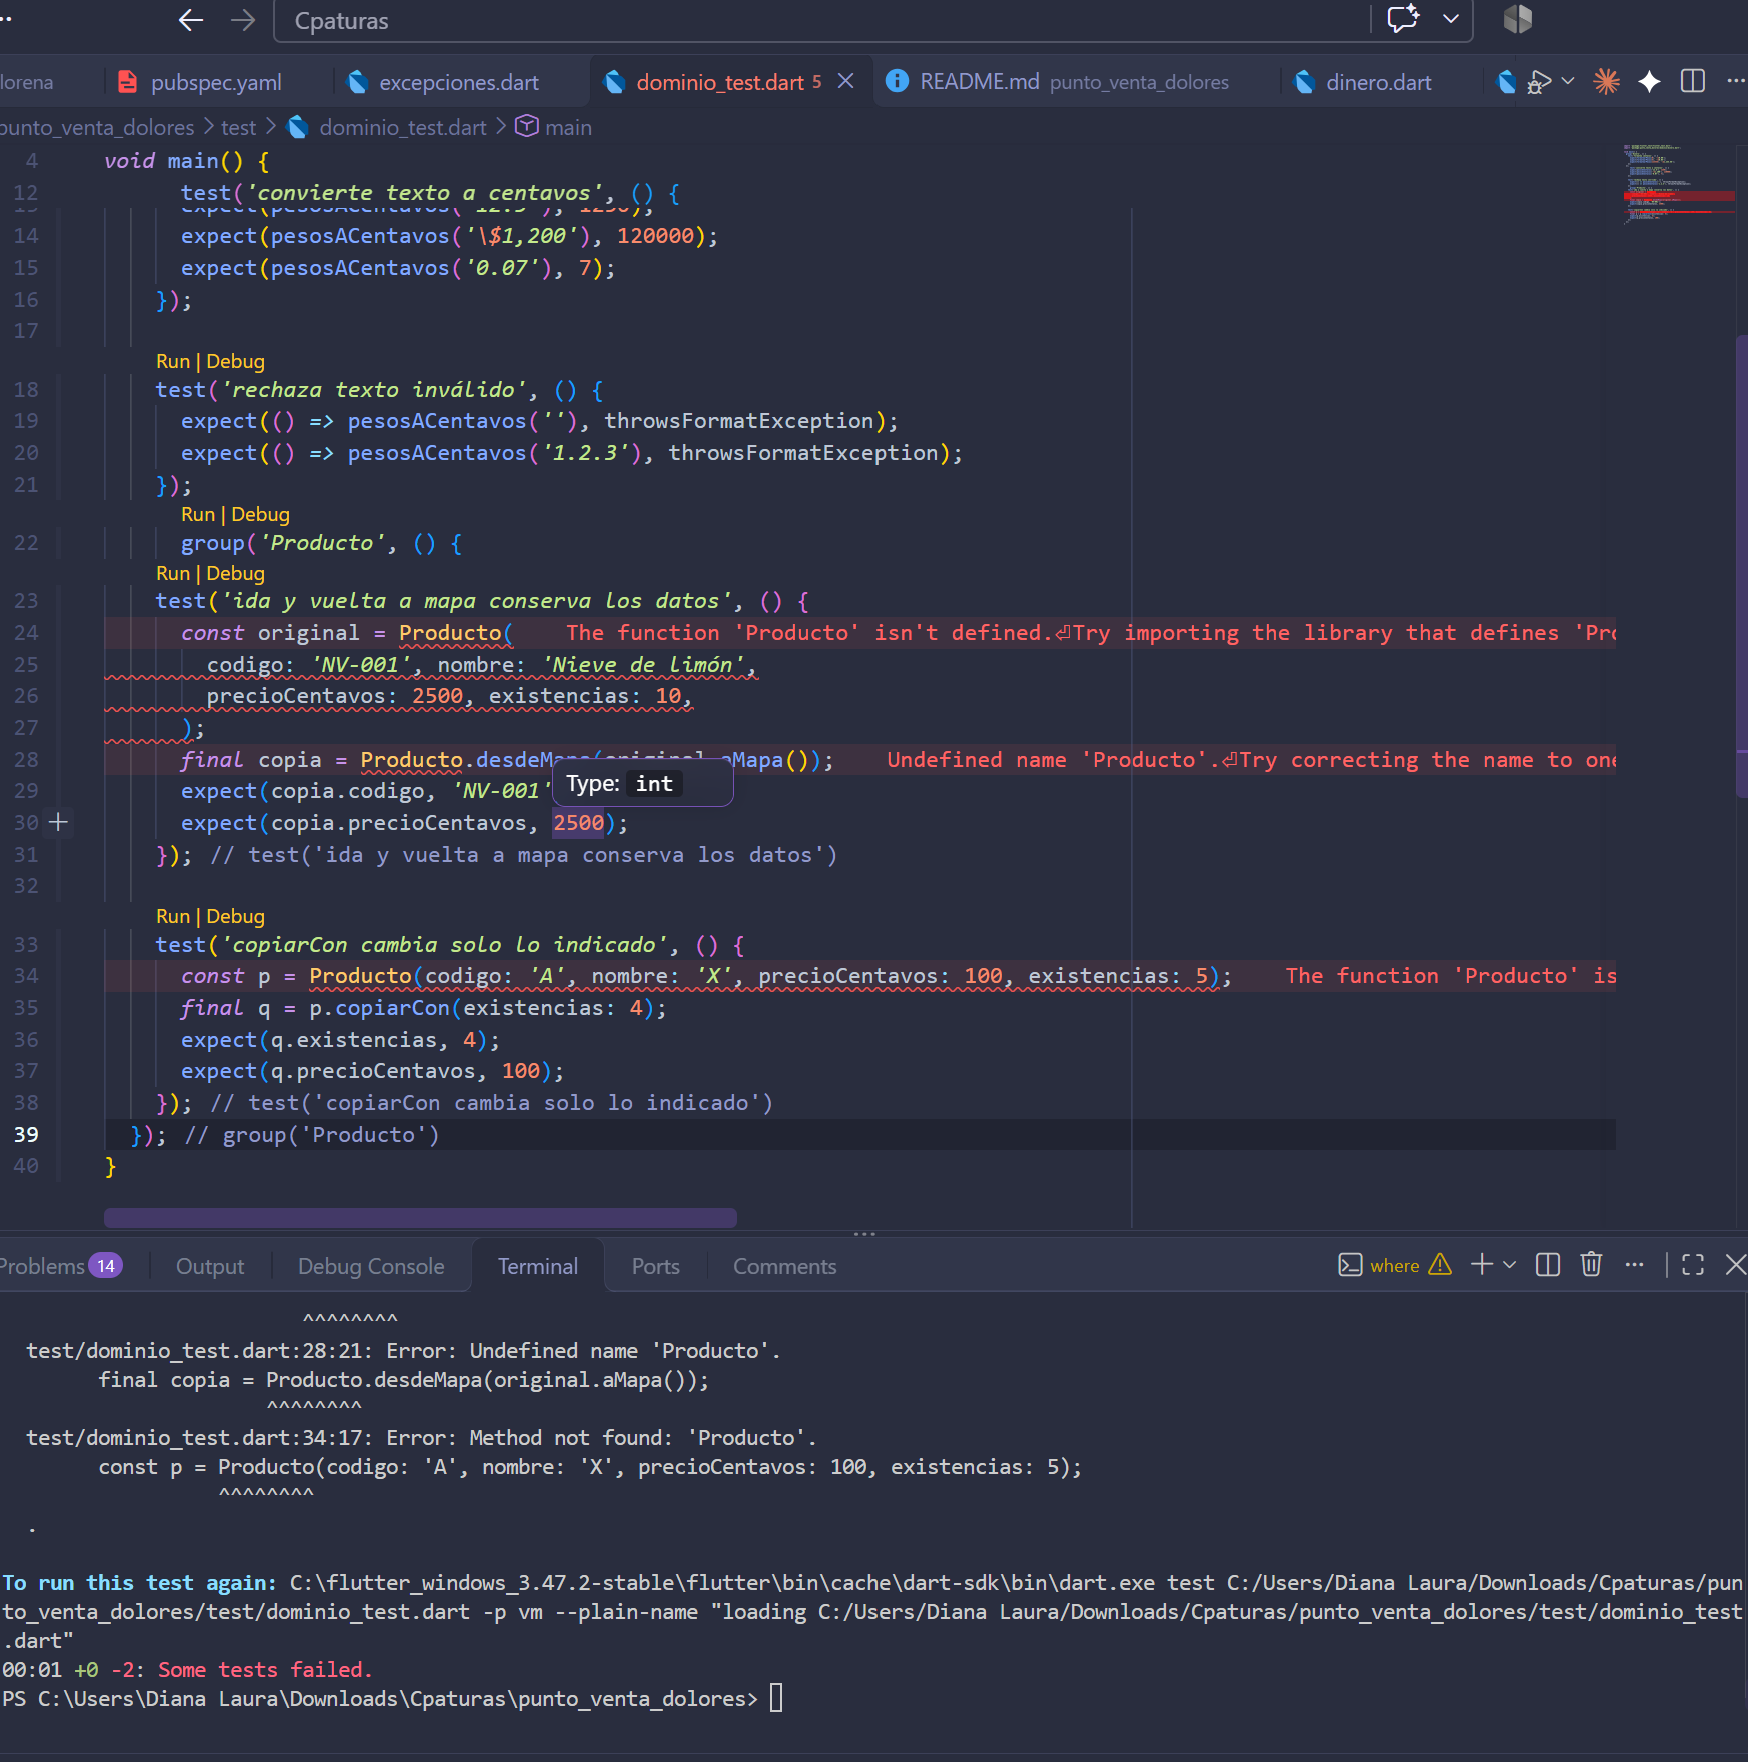 Cpaturas
lorena
pubspec.yaml
excepciones.dart
dominio_test.dart 5
README.md punto_venta_dolores
dinero.dart
punto_venta_dolores > test > dominio_test.dart > main
4 void main() {
12 test('convierte texto a centavos', () {
14 expect(pesosACentavos('\$1,200'), 120000);
15 expect(pesosACentavos('0.07'), 7);
16 });
17
Run | Debug
18 test('rechaza texto inválido', () {
19 expect(() => pesosACentavos(''), throwsFormatException);
20 expect(() => pesosACentavos('1.2.3'), throwsFormatException);
21 });
Run | Debug
22 group('Producto', () {
Run | Debug
23 test('ida y vuelta a mapa conserva los datos', () {
24 const original = Producto( The function 'Producto' isn't defined.⏎Try importing the library that defines 'Pro
25 codigo: 'NV-001', nombre: 'Nieve de limón',
26 precioCentavos: 2500, existencias: 10,
27 );
28 final copia = Producto.desdeMapa(original.aMapa()); Undefined name 'Producto'.⏎Try correcting the name to one
Type: int
29 expect(copia.codigo, 'NV-001'
30 expect(copia.precioCentavos, 2500);
31 }); // test('ida y vuelta a mapa conserva los datos')
32
Run | Debug
33 test('copiarCon cambia solo lo indicado', () {
34 const p = Producto(codigo: 'A', nombre: 'X', precioCentavos: 100, existencias: 5); The function 'Producto' is
35 final q = p.copiarCon(existencias: 4);
36 expect(q.existencias, 4);
37 expect(q.precioCentavos, 100);
38 }); // test('copiarCon cambia solo lo indicado')
39 }); // group('Producto')
40 }
Problems 14
Output
Debug Console
Terminal
Ports
Comments
where
^^^^^^^^
test/dominio_test.dart:28:21: Error: Undefined name 'Producto'.
final copia = Producto.desdeMapa(original.aMapa());
^^^^^^^^
test/dominio_test.dart:34:17: Error: Method not found: 'Producto'.
const p = Producto(codigo: 'A', nombre: 'X', precioCentavos: 100, existencias: 5);
^^^^^^^^
.
To run this test again: C:\flutter_windows_3.47.2-stable\flutter\bin\cache\dart-sdk\bin\dart.exe test C:/Users/Diana Laura/Downloads/Cpaturas/pun
to_venta_dolores/test/dominio_test.dart -p vm --plain-name "loading C:/Users/Diana Laura/Downloads/Cpaturas/punto_venta_dolores/test/dominio_test
.dart"
00:01 +0 -2: Some tests failed.
PS C:\Users\Diana Laura\Downloads\Cpaturas\punto_venta_dolores>